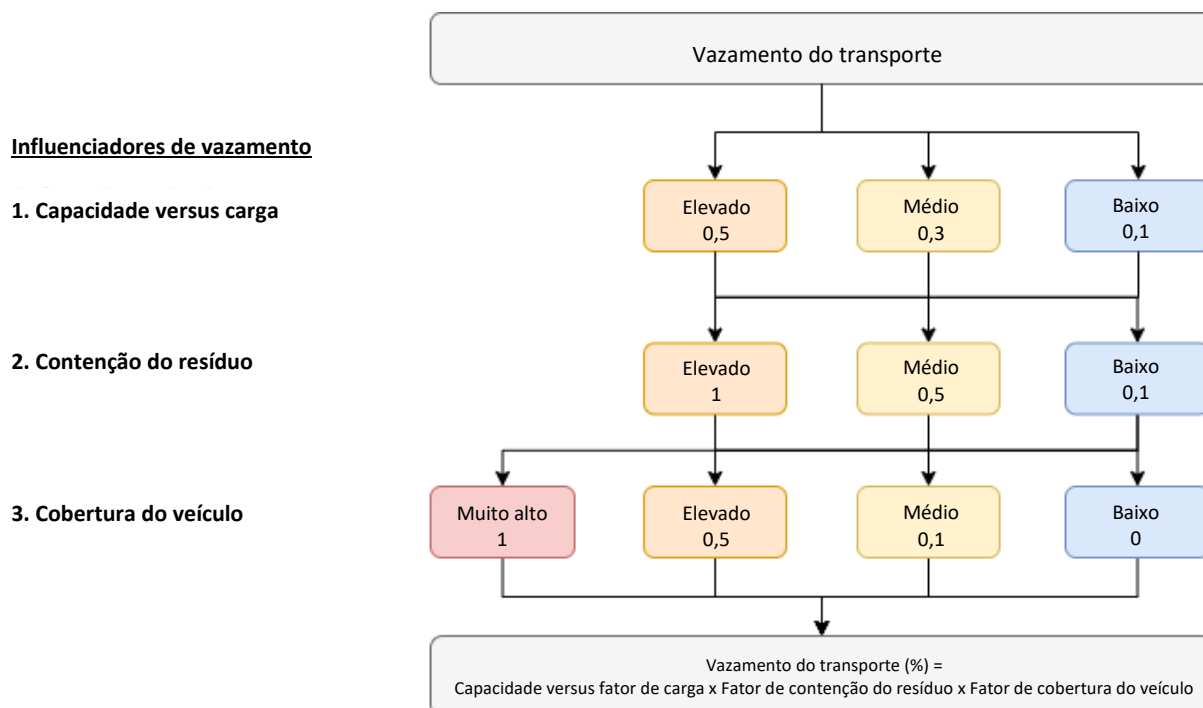 Vazamento do transporte
Influenciadores de vazamento
1. Capacidade versus carga
Elevado
0,5
Médio
0,3
Baixo
0,1
2. Contenção do resíduo
Elevado
1
Médio
0,5
Baixo
0,1
3. Cobertura do veículo
Muito alto
1
Elevado
0,5
Médio
0,1
Baixo
0
Vazamento do transporte (%) =
Capacidade versus fator de carga x Fator de contenção do resíduo x Fator de cobertura do veículo